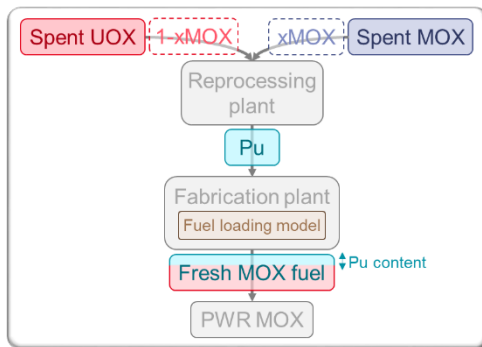 Spent UOX
1-xMOX
xMOX
Spent MOX
Reprocessing
plant
Pu
Fabrication plant
Fuel loading model
Fresh MOX fuel
Pu content
PWR MOX